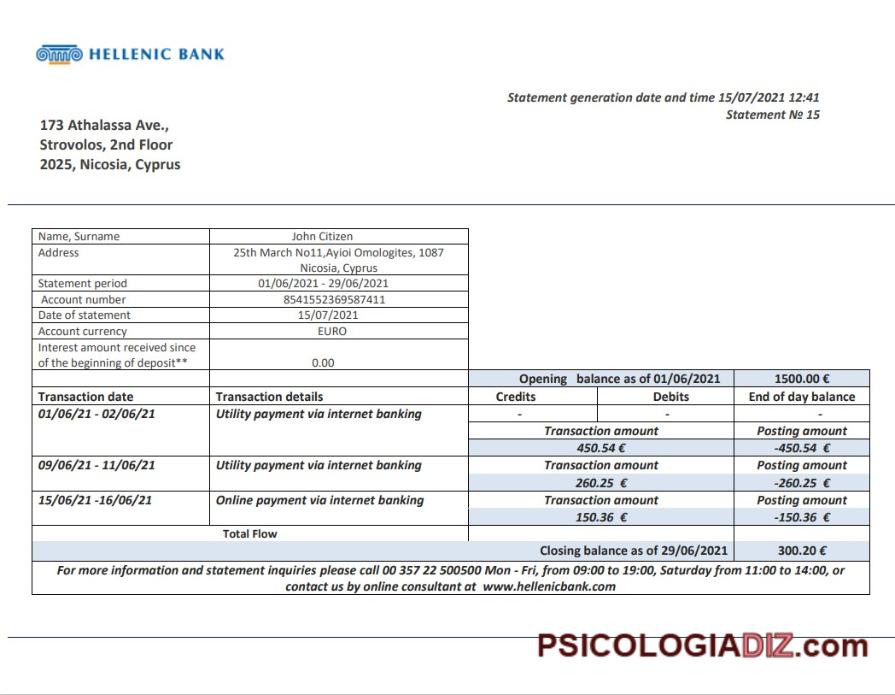 HELLENIC BANK
Statement generation date and time 15/07/2021 12:41
Statement № 15
173 Athalassa Ave.,
Strovolos, 2nd Floor
2025, Nicosia, Cyprus
Name, Surname John Citizen
Address 25th March No11,Ayioi Omologites, 1087
Nicosia, Cyprus
Statement period 01/06/2021 - 29/06/2021
Account number 8541552369587411
Date of statement 15/07/2021
Account currency EURO
Interest amount received since
of the beginning of deposit** 0.00
Opening balance as of 01/06/2021 1500.00 €
Transaction date Transaction details Credits Debits End of day balance
01/06/21 - 02/06/21 Utility payment via internet banking - - -
Transaction amount Posting amount
450.54 € -450.54 €
09/06/21 - 11/06/21 Utility payment via internet banking Transaction amount Posting amount
260.25 € -260.25 €
15/06/21 -16/06/21 Online payment via internet banking Transaction amount Posting amount
150.36 € -150.36 €
Total Flow
Closing balance as of 29/06/2021 300.20 €
For more information and statement inquiries please call 00 357 22 500500 Mon - Fri, from 09:00 to 19:00, Saturday from 11:00 to 14:00, or
contact us by online consultant at www.hellenicbank.com
PSICOLOGIADIZ.com